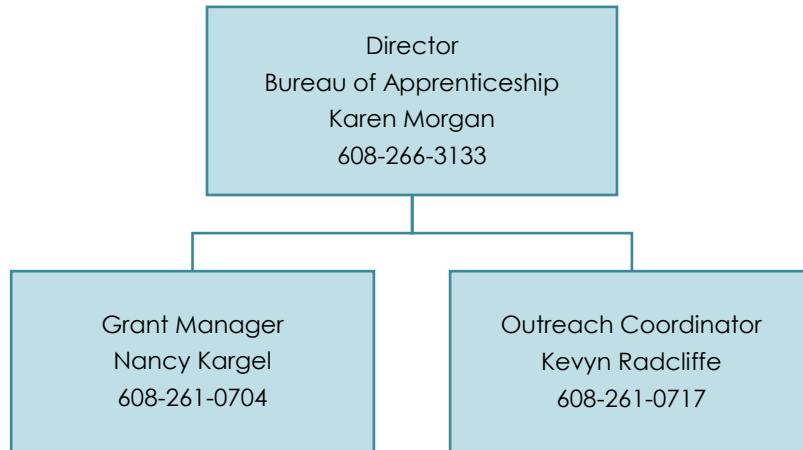 Director
Bureau of Apprenticeship
Karen Morgan
608-266-3133
Grant Manager
Nancy Kargel
608-261-0704
Outreach Coordinator
Kevyn Radcliffe
608-261-0717